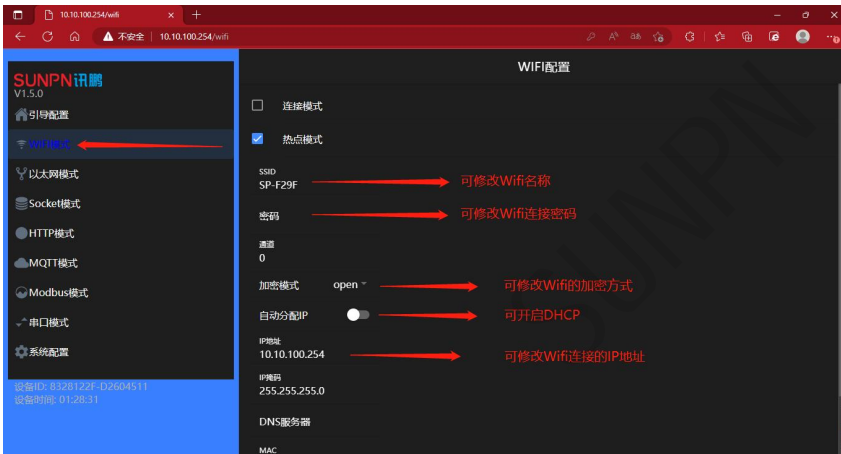 10.10.100.254/wifi
不安全 | 10.10.100.254/wifi
SUNPN讯鹏
V1.5.0
引导配置
WIFI模式
以太网模式
Socket模式
HTTP模式
MQTT模式
Modbus模式
串口模式
系统配置
设备ID: 8328122F-D2604511
设备时间: 01:28:31
WIFI配置
连接模式
热点模式
SSID
SP-F29F 可修改Wifi名称
密码 可修改Wifi连接密码
通道
0
加密模式 open 可修改Wifi的加密方式
自动分配IP 可开启DHCP
IP地址
10.10.100.254 可修改Wifi连接的IP地址
IP掩码
255.255.255.0
DNS服务器
MAC
SUNPN